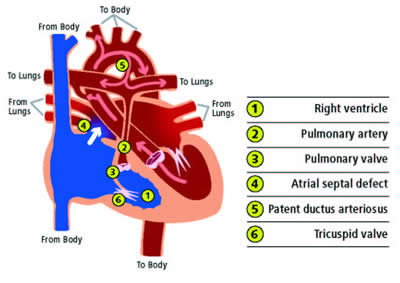 To Body
From Body
5
To Lungs
To Lungs
From
Lungs
From
Lungs
4
2
3
6
1
From Body
To Body
1 Right ventricle
2 Pulmonary artery
3 Pulmonary valve
4 Atrial septal defect
5 Patent ductus arteriosus
6 Tricuspid valve